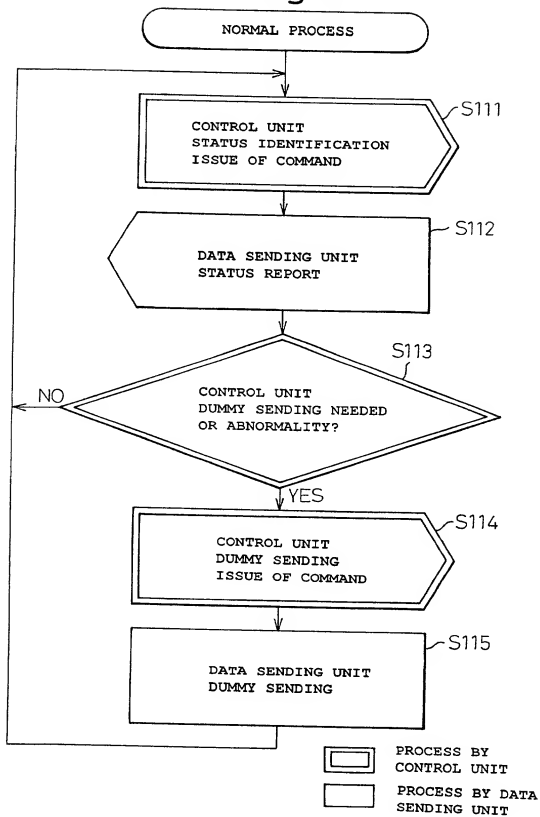 NORMAL PROCESS
S111
CONTROL UNIT
STATUS IDENTIFICATION
ISSUE OF COMMAND
S112
DATA SENDING UNIT
STATUS REPORT
S113
CONTROL UNIT
DUMMY SENDING NEEDED
OR ABNORMALITY?
NO
YES
S114
CONTROL UNIT
DUMMY SENDING
ISSUE OF COMMAND
S115
DATA SENDING UNIT
DUMMY SENDING
PROCESS BY
CONTROL UNIT
PROCESS BY DATA
SENDING UNIT